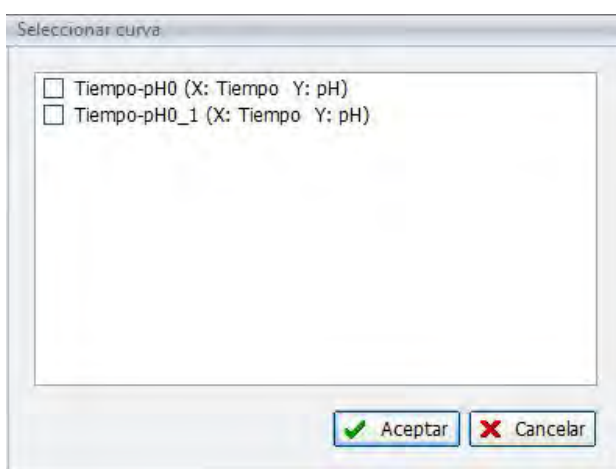 Seleccionar curva
Tiempo-pH0 (X: Tiempo Y: pH)
Tiempo-pH0_1 (X: Tiempo Y: pH)
Aceptar Cancelar